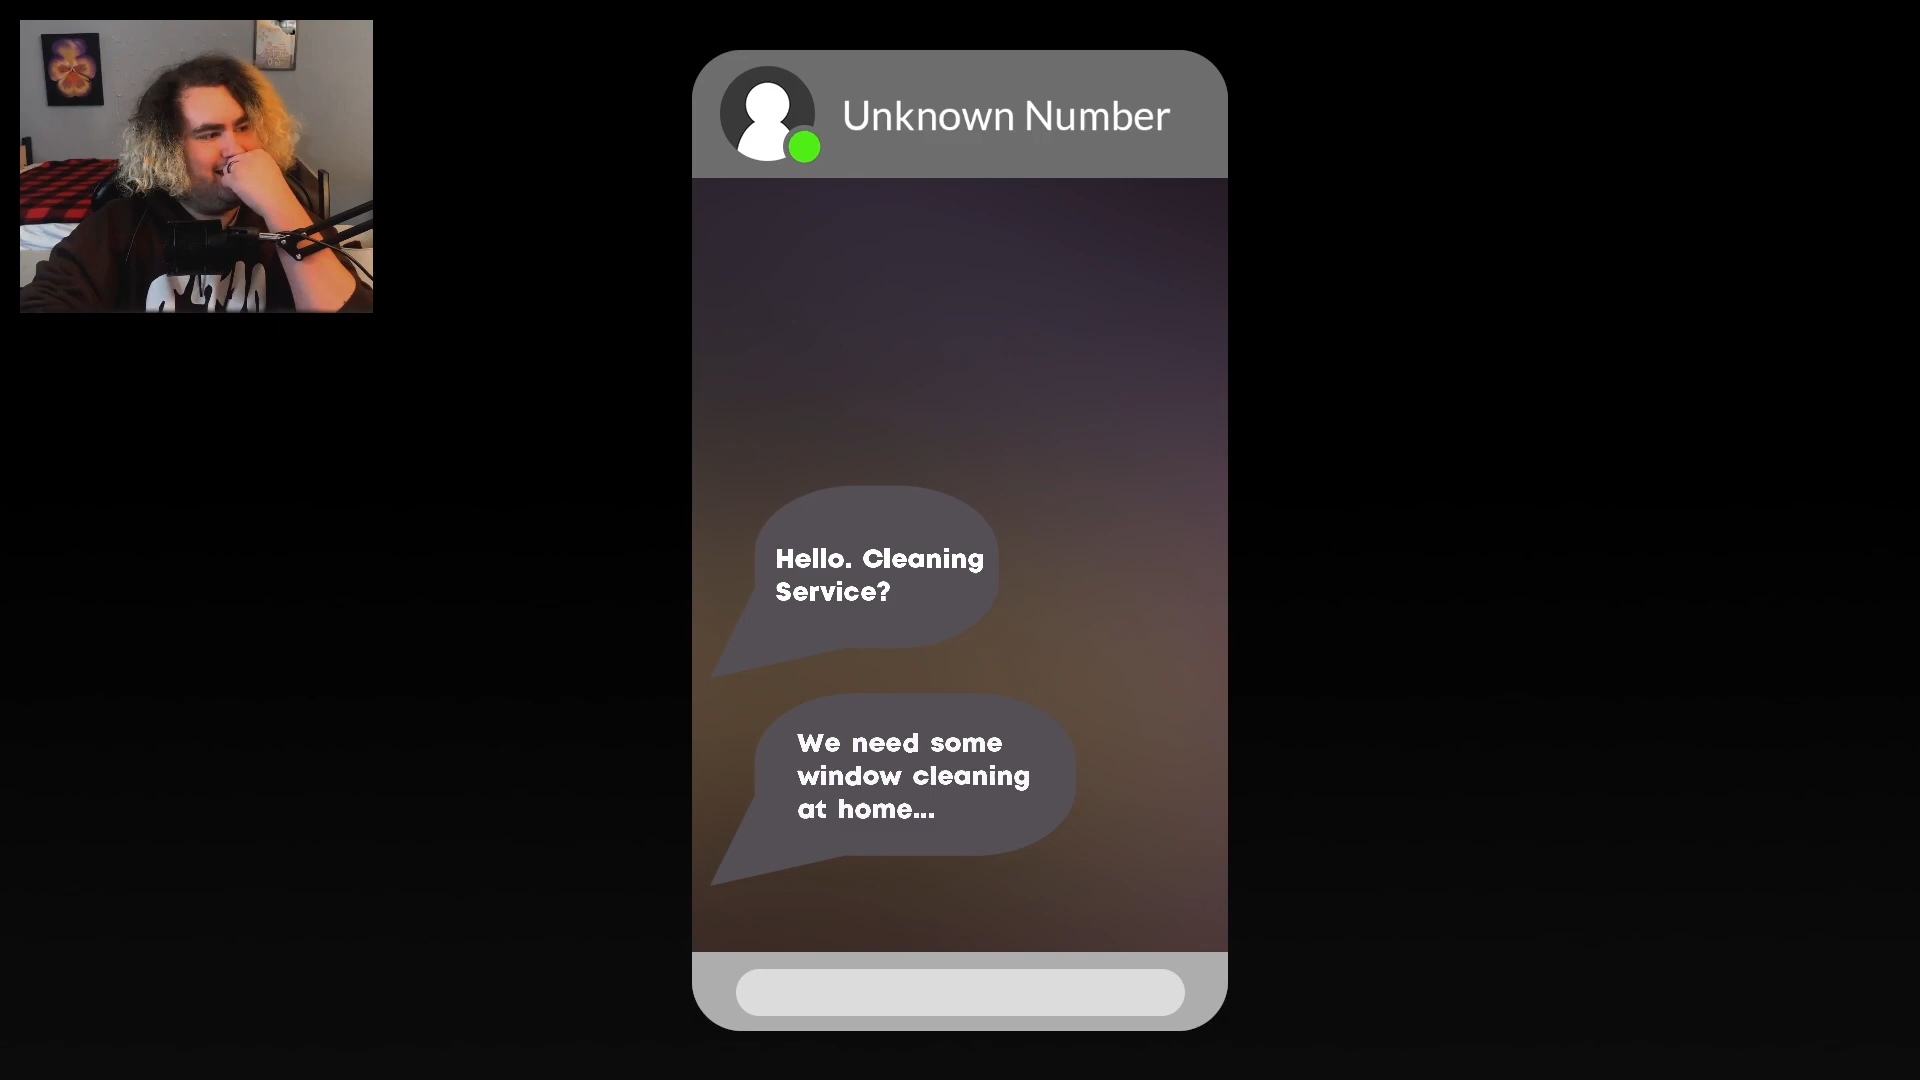 Unknown Number
Hello. Cleaning
Service?
We need some
window cleaning
at home...